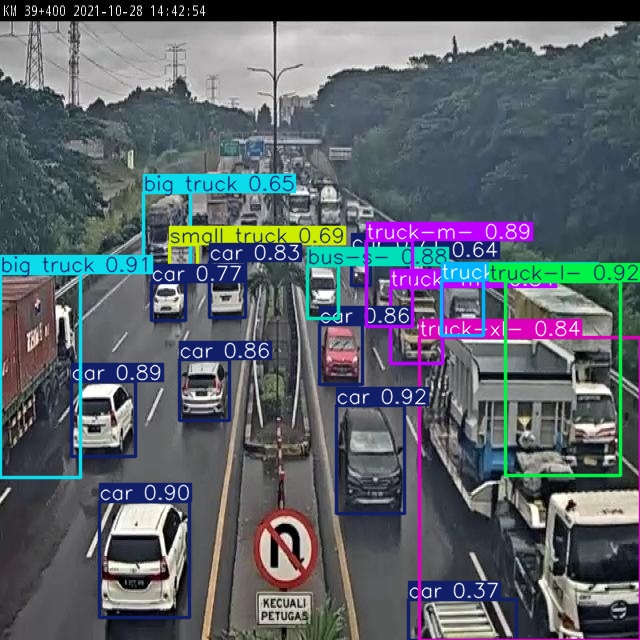 KM 39+400 2021-10-28 14:42:54
big truck 0.65
small truck 0.69
truck-m- 0.89
car 0.83
0.64
big truck 0.91
car 0.77
bus-s- 0.88
truck
truck
truck-l- 0.92
car 0.86
truck-xl- 0.84
car 0.86
car 0.89
car 0.92
car 0.90
car 0.37
KECUALI
PETUGAS